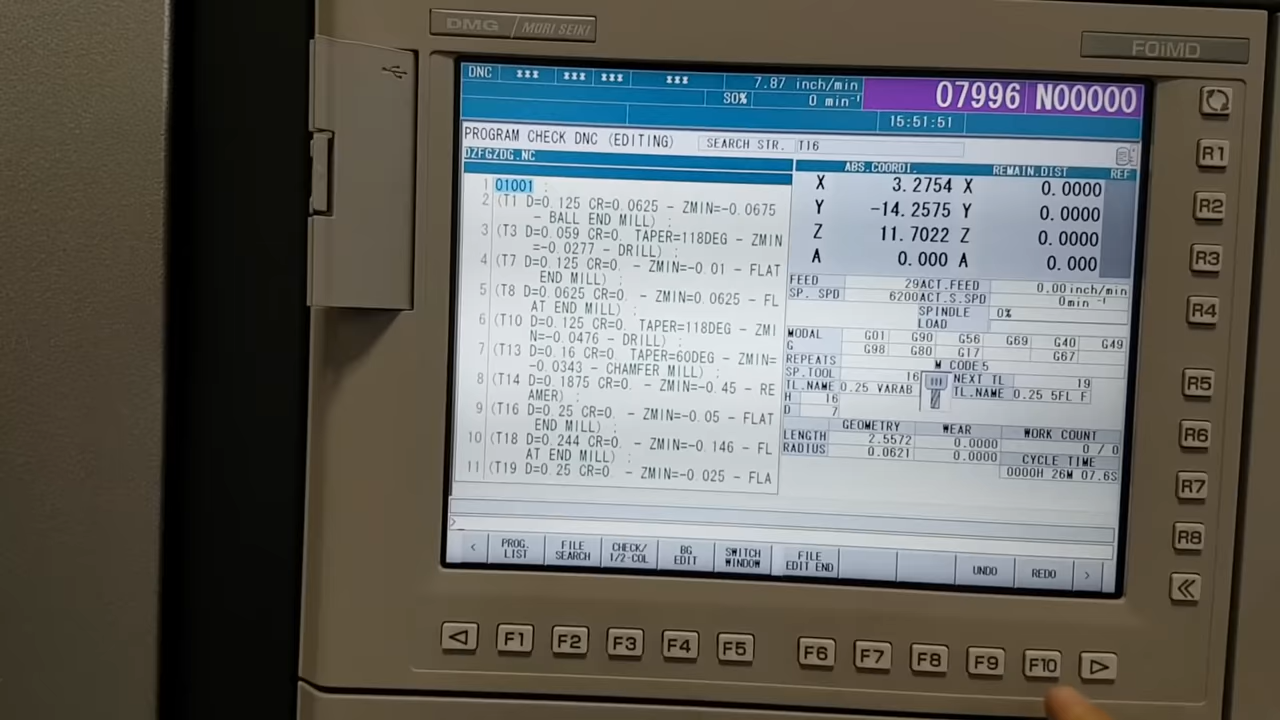 DMG MORI SEIKI
F0iMD
DNC *** *** *** *** 7.87 inch/min
S0% 0 min⁻¹
07996 N00000
15:51:51
PROGRAM CHECK DNC (EDITING) SEARCH STR. T16
DZFGZDG.NC
1 O1001 ;
2 (T1 D=0.125 CR=0.0625 - ZMIN=-0.0675
- BALL END MILL) ;
3 (T3 D=0.059 CR=0. TAPER=118DEG - ZMIN
=-0.0277 - DRILL) ;
4 (T7 D=0.125 CR=0. - ZMIN=-0.01 - FLAT
END MILL) ;
5 (T8 D=0.0625 CR=0. - ZMIN=0.0625 - FL
AT END MILL) ;
6 (T10 D=0.125 CR=0. TAPER=118DEG - ZMI
N=-0.0476 - DRILL) ;
7 (T13 D=0.16 CR=0. TAPER=60DEG - ZMIN=
-0.0343 - CHAMFER MILL) ;
8 (T14 D=0.1875 CR=0. - ZMIN=-0.45 - RE
AMER) ;
9 (T16 D=0.25 CR=0. - ZMIN=-0.05 - FLAT
END MILL) ;
10 (T18 D=0.244 CR=0. - ZMIN=-0.146 - FL
AT END MILL) ;
11 (T19 D=0.25 CR=0. - ZMIN=-0.025 - FLA
ABS.COORDI. REMAIN.DIST REF
X 3.2754 X 0.0000
Y -14.2575 Y 0.0000
Z 11.7022 Z 0.0000
A 0.000 A 0.000
FEED 29 ACT.FEED 0.00 inch/min
SP. SPD 6200 ACT.S.SPD 0min⁻¹
SPINDLE LOAD 0%
MODAL G G01 G90 G56 G69 G40 G49
G98 G80 G17 G67
REPEATS M CODE 5
SP.TOOL 16 NEXT TL 19
TL.NAME 0.25 VARAB TL.NAME 0.25 5FL F
H 16
D 7
GEOMETRY WEAR WORK COUNT
LENGTH 2.5572 0.0000 0 / 0
RADIUS 0.0621 0.0000 CYCLE TIME
0000H 26M 07.6S
>
< PROG. LIST FILE SEARCH CHECK/ 1/2-COL BG EDIT SWITCH WINDOW FILE EDIT END UNDO REDO >
F1 F2 F3 F4 F5 F6 F7 F8 F9 F10
R1
R2
R3
R4
R5
R6
R7
R8